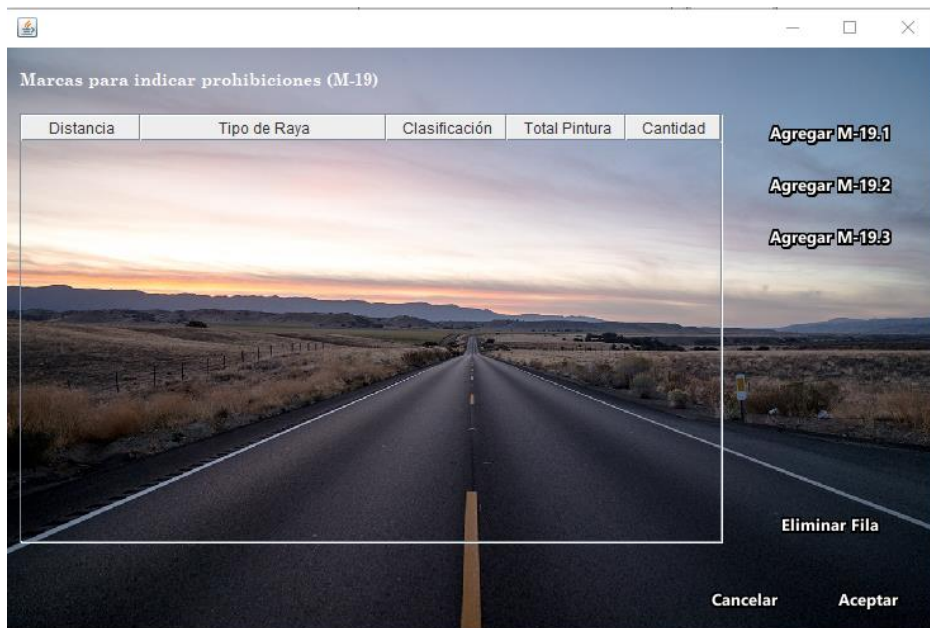 Marcas para indicar prohibiciones (M-19)
Distancia Tipo de Raya Clasificación Total Pintura Cantidad
Agregar M-19.1
Agregar M-19.2
Agregar M-19.3
Eliminar Fila
Cancelar Aceptar